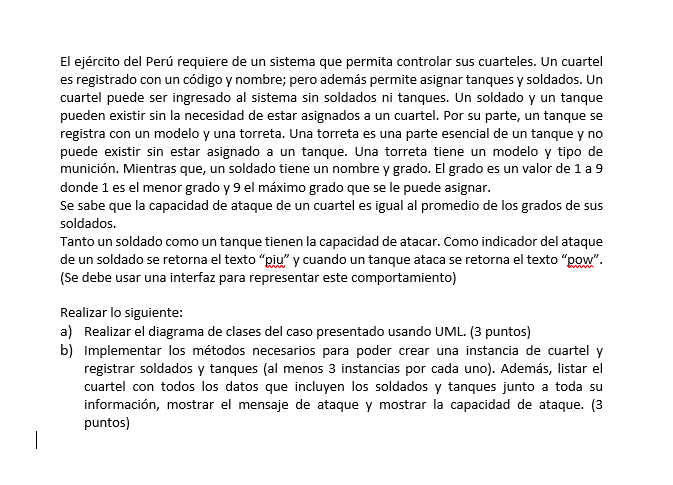 El ejército del Perú requiere de un sistema que permita controlar sus cuarteles. Un cuartel
es registrado con un código y nombre; pero además permite asignar tanques y soldados. Un
cuartel puede ser ingresado al sistema sin soldados ni tanques. Un soldado y un tanque
pueden existir sin la necesidad de estar asignados a un cuartel. Por su parte, un tanque se
registra con un modelo y una torreta. Una torreta es una parte esencial de un tanque y no
puede existir sin estar asignado a un tanque. Una torreta tiene un modelo y tipo de
munición. Mientras que, un soldado tiene un nombre y grado. El grado es un valor de 1 a 9
donde 1 es el menor grado y 9 el máximo grado que se le puede asignar.
Se sabe que la capacidad de ataque de un cuartel es igual al promedio de los grados de sus
soldados.
Tanto un soldado como un tanque tienen la capacidad de atacar. Como indicador del ataque
de un soldado se retorna el texto “piu” y cuando un tanque ataca se retorna el texto “pow”.
(Se debe usar una interfaz para representar este comportamiento)
Realizar lo siguiente:
a) Realizar el diagrama de clases del caso presentado usando UML. (3 puntos)
b) Implementar los métodos necesarios para poder crear una instancia de cuartel y
registrar soldados y tanques (al menos 3 instancias por cada uno). Además, listar el
cuartel con todos los datos que incluyen los soldados y tanques junto a toda su
información, mostrar el mensaje de ataque y mostrar la capacidad de ataque. (3
puntos)